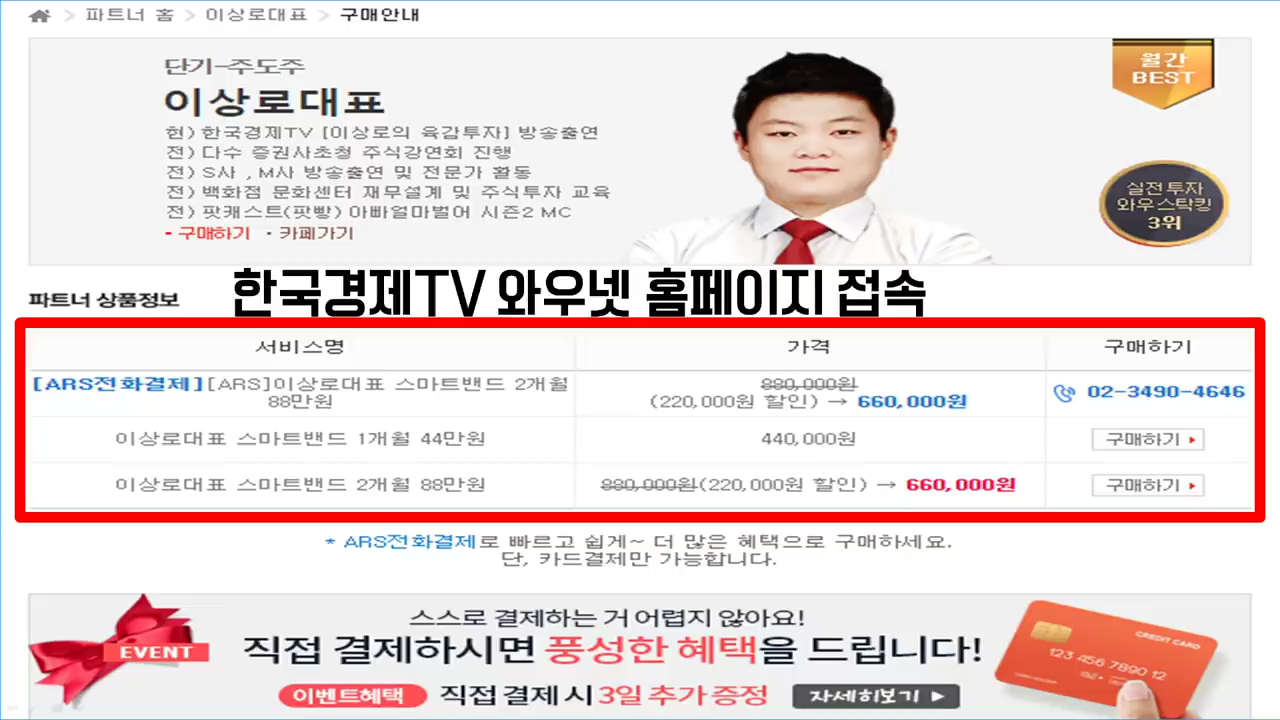 파트너 홈 > 이상로대표 > 구매안내
단기-주도주
이상로대표
현) 한국경제TV [이상로의 육감투자] 방송출연
전) 다수 증권사초청 주식강연회 진행
전) S사 , M사 방송출연 및 전문가 활동
전) 백화점 문화센터 재무설계 및 주식투자 교육
전) 팟캐스트(팟빵) 아빠얼마벌어 시즌2 MC
- 구매하기 · 카페가기
월간
BEST
실전투자
와우스탁킹
3위
파트너 상품정보
한국경제TV 와우넷 홈페이지 접속
서비스명 가격 구매하기
[ARS전화결제][ARS]이상로대표 스마트밴드 2개월
88만원
880,000원
(220,000원 할인) → 660,000원
02-3490-4646
이상로대표 스마트밴드 1개월 44만원 440,000원 구매하기
이상로대표 스마트밴드 2개월 88만원 880,000원(220,000원 할인) → 660,000원 구매하기
* ARS전화결제로 빠르고 쉽게~ 더 많은 혜택으로 구매하세요.
단, 카드결제만 가능합니다.
EVENT
스스로 결제하는 거 어렵지 않아요!
직접 결제하시면 풍성한 혜택을 드립니다!
이벤트혜택 직접 결제 시 3일 추가 증정 자세히보기 ▶
CREDIT CARD
123 456 7890 12